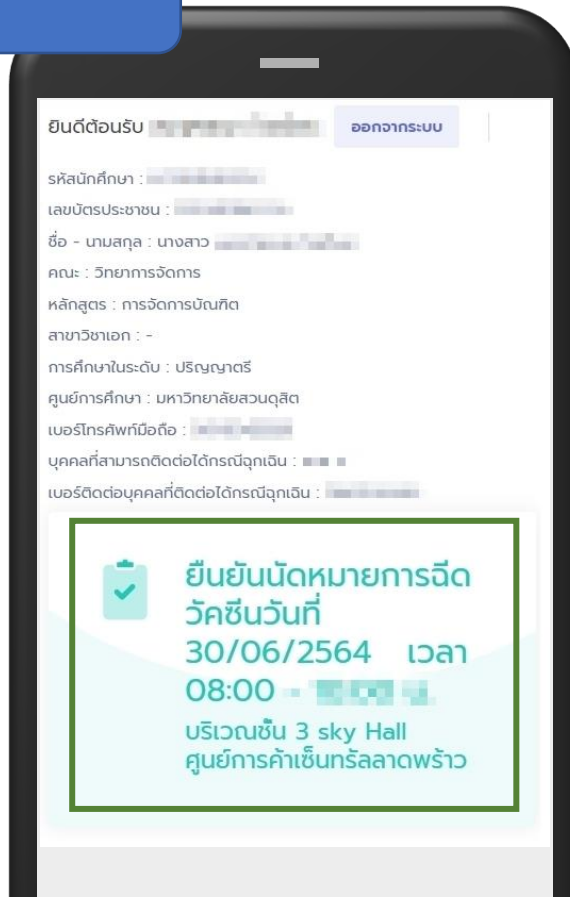 ยินดีต้อนรับ
ออกจากระบบ
รหัสนักศึกษา :
เลขบัตรประชาชน :
ชื่อ - นามสกุล : นางสาว
คณะ : วิทยาการจัดการ
หลักสูตร : การจัดการบัณฑิต
สาขาวิชาเอก : -
การศึกษาในระดับ : ปริญญาตรี
ศูนย์การศึกษา : มหาวิทยาลัยสวนดุสิต
เบอร์โทรศัพท์มือถือ :
บุคคลที่สามารถติดต่อได้กรณีฉุกเฉิน :
เบอร์ติดต่อบุคคลที่ติดต่อได้กรณีฉุกเฉิน :
ยืนยันนัดหมายการฉีด
วัคซีนวันที่
30/06/2564 เวลา
08:00 -
บริเวณชั้น 3 sky Hall
ศูนย์การค้าเซ็นทรัลลาดพร้าว